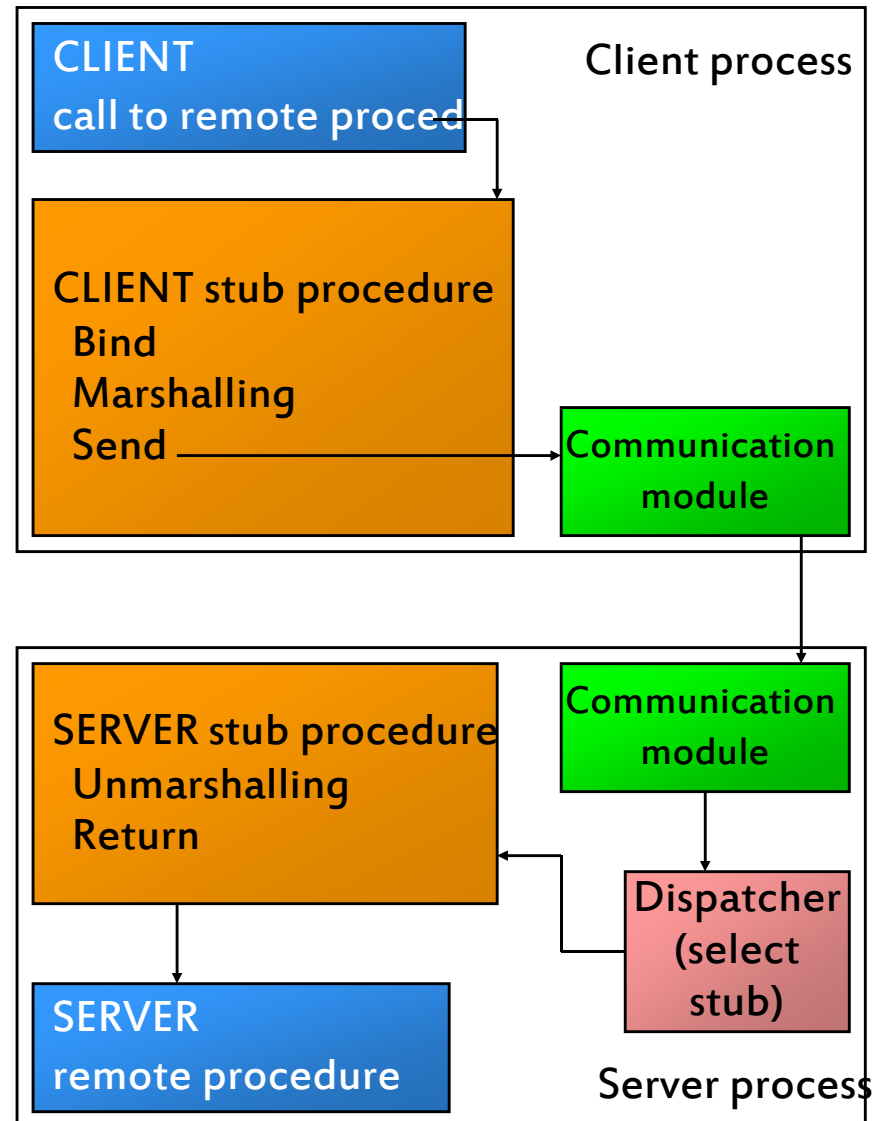 CLIENT
call to remote proced
Client process
CLIENT stub procedure
Bind
Marshalling
Send
Communication
module
SERVER stub procedure
Unmarshalling
Return
Communication
module
Dispatcher
(select
stub)
SERVER
remote procedure
Server process